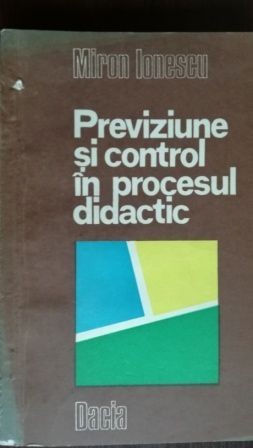 Miron Ionescu
Previziune
și control
în procesul
didactic
Dacia